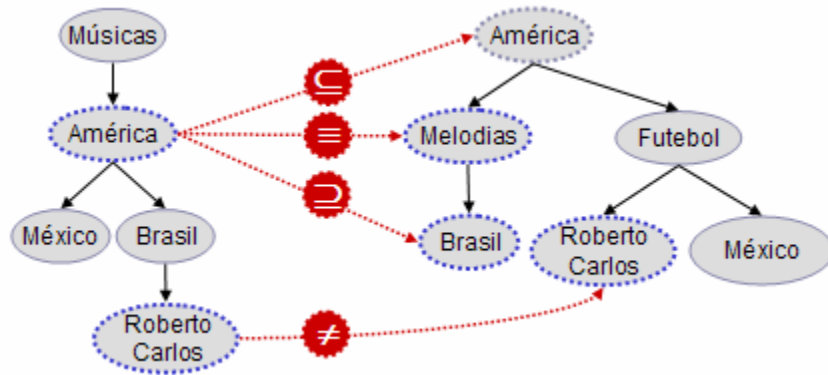 Músicas
América
⊆
América
≡
Melodias
Futebol
⊇
México
Brasil
Brasil
Roberto
Carlos
México
Roberto
Carlos
≠